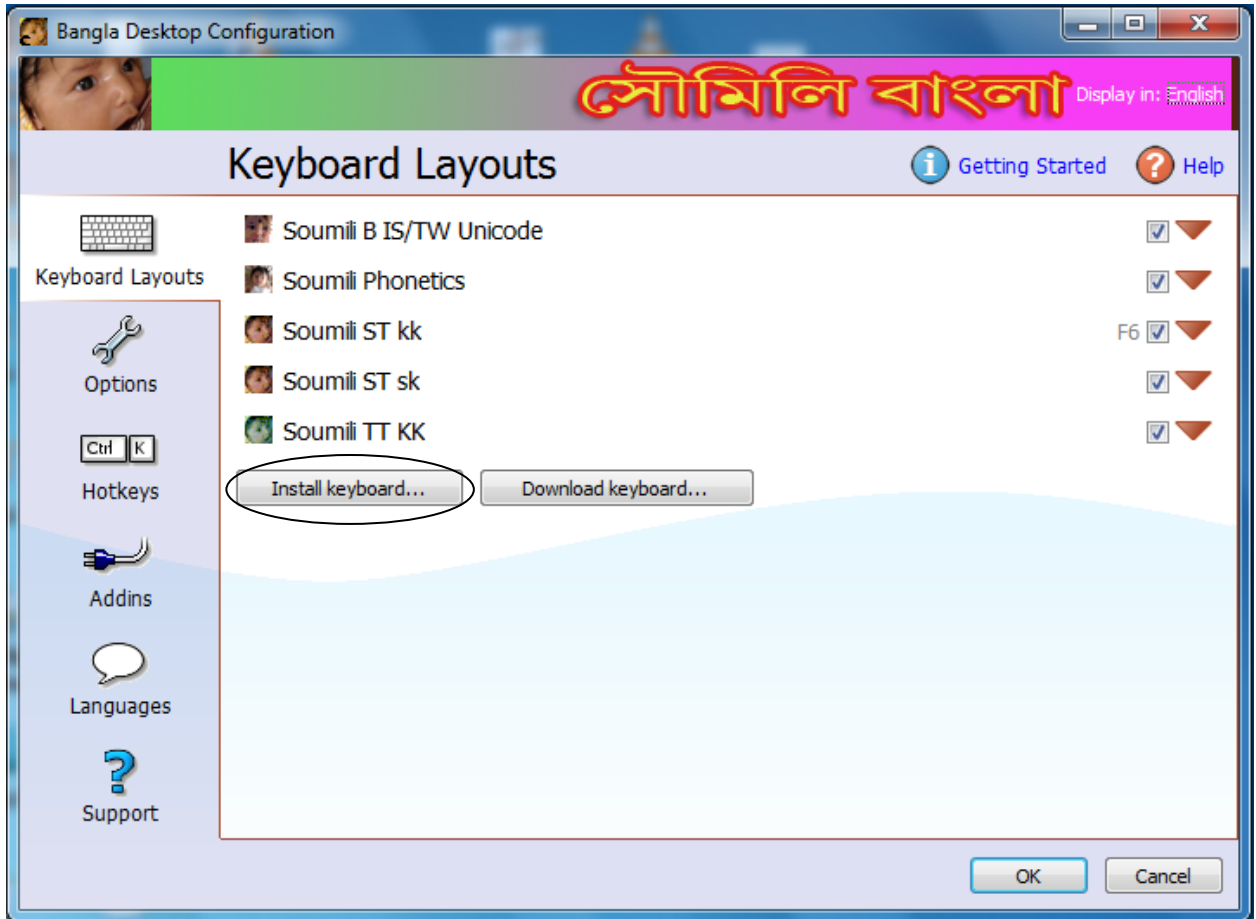 Bangla Desktop Configuration
সৌমিলি বাংলা Display in: English
Keyboard Layouts Getting Started Help
Keyboard Layouts
Options
Ctrl K
Hotkeys
Addins
Languages
Support
Soumili B IS/TW Unicode
Soumili Phonetics
Soumili ST kk F6
Soumili ST sk
Soumili TT KK
Install keyboard... Download keyboard...
OK Cancel